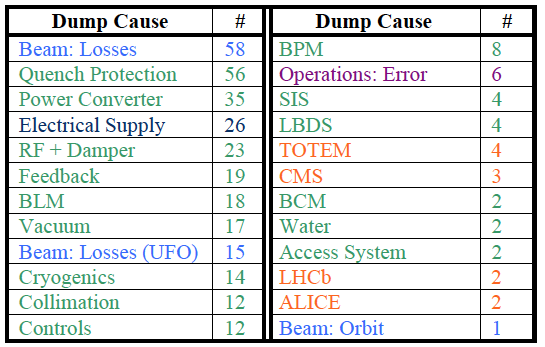 Dump Cause # Dump Cause #
Beam: Losses 58 BPM 8
Quench Protection 56 Operations: Error 6
Power Converter 35 SIS 4
Electrical Supply 26 LBDS 4
RF + Damper 23 TOTEM 4
Feedback 19 CMS 3
BLM 18 BCM 2
Vacuum 17 Water 2
Beam: Losses (UFO) 15 Access System 2
Cryogenics 14 LHCb 2
Collimation 12 ALICE 2
Controls 12 Beam: Orbit 1